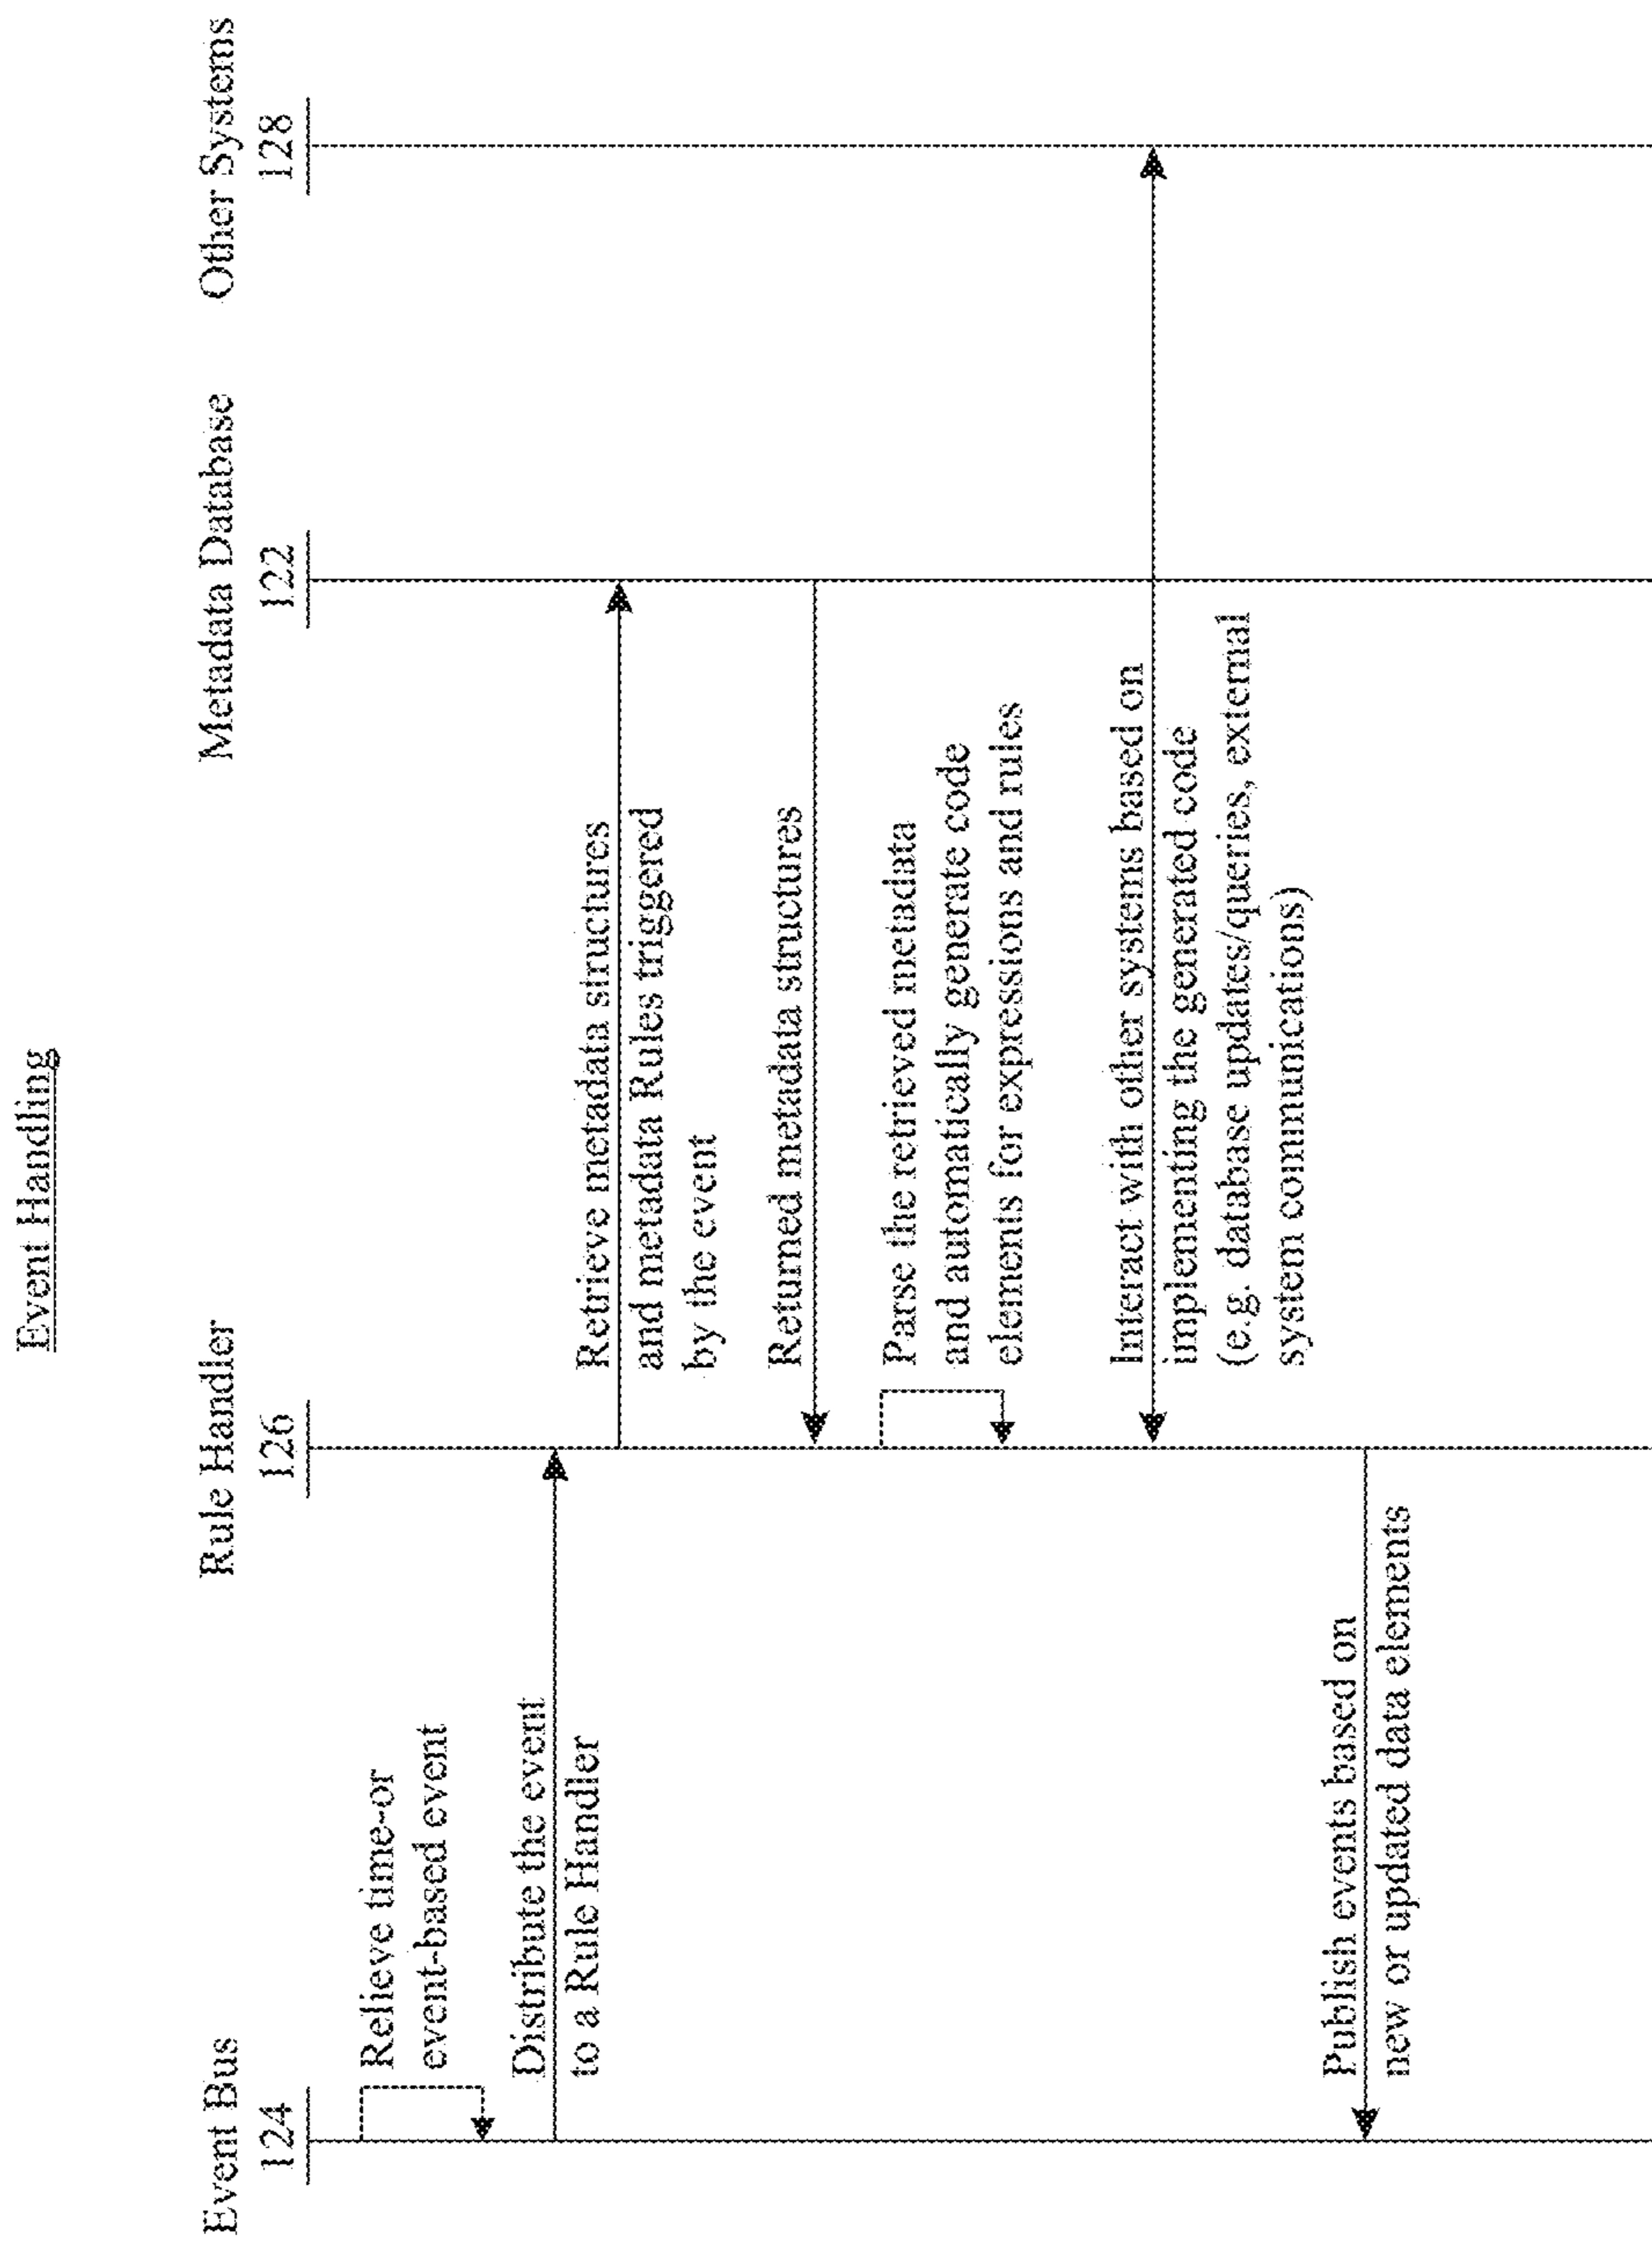 Event Handling
Event Bus
124
Rule Handler
126
Metadata Database
122
Other Systems
128
Relieve time-or
event-based event
Distribute the event
to a Rule Handler
Retrieve metadata structures
and metadata Rules triggered
by the event
Returned metadata structures
Parse the retrieved metadata
and automatically generate code
elements for expressions and rules
Interact with other systems based on
implementing the generated code
(e.g. database updates/queries, external
system communications)
Publish events based on
new or updated data elements